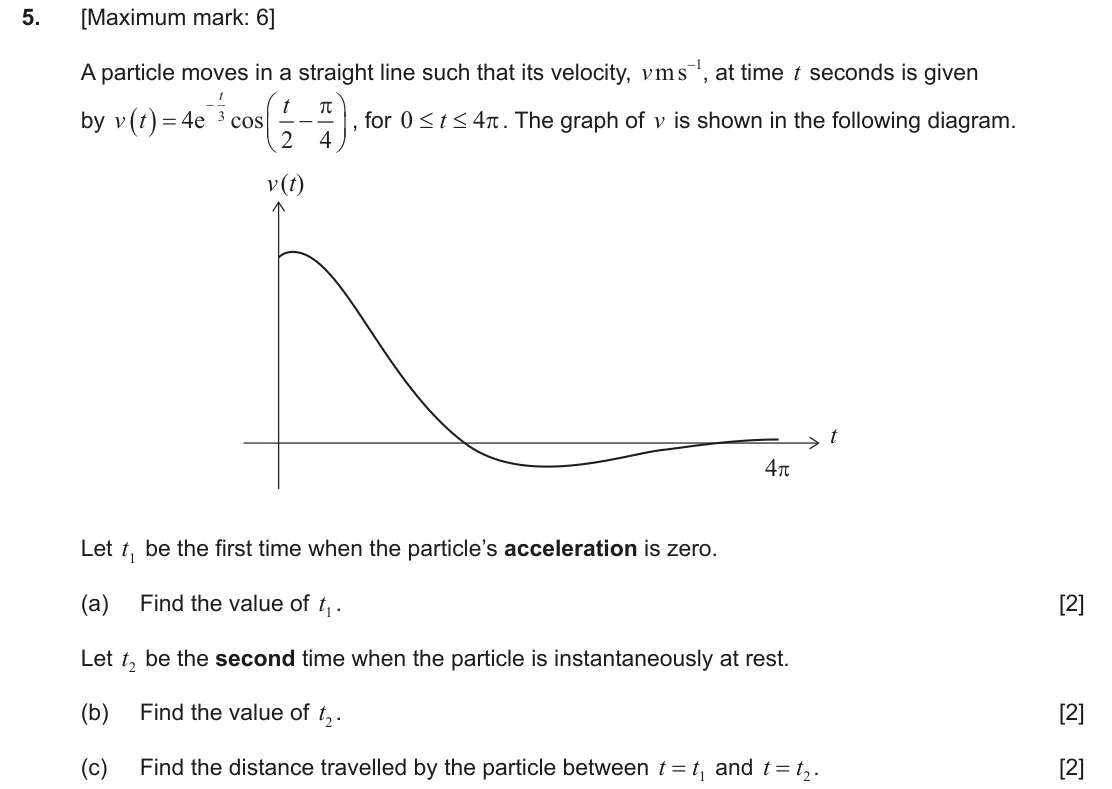 5. [Maximum mark: 6]
A particle moves in a straight line such that its velocity, v m s⁻¹, at time t seconds is given
by v(t) = 4e^(−t/3) cos(t/2 − π/4), for 0 ≤ t ≤ 4π. The graph of v is shown in the following diagram.
v(t)
t
4π
Let t₁ be the first time when the particle's acceleration is zero.
(a) Find the value of t₁. [2]
Let t₂ be the second time when the particle is instantaneously at rest.
(b) Find the value of t₂. [2]
(c) Find the distance travelled by the particle between t = t₁ and t = t₂. [2]